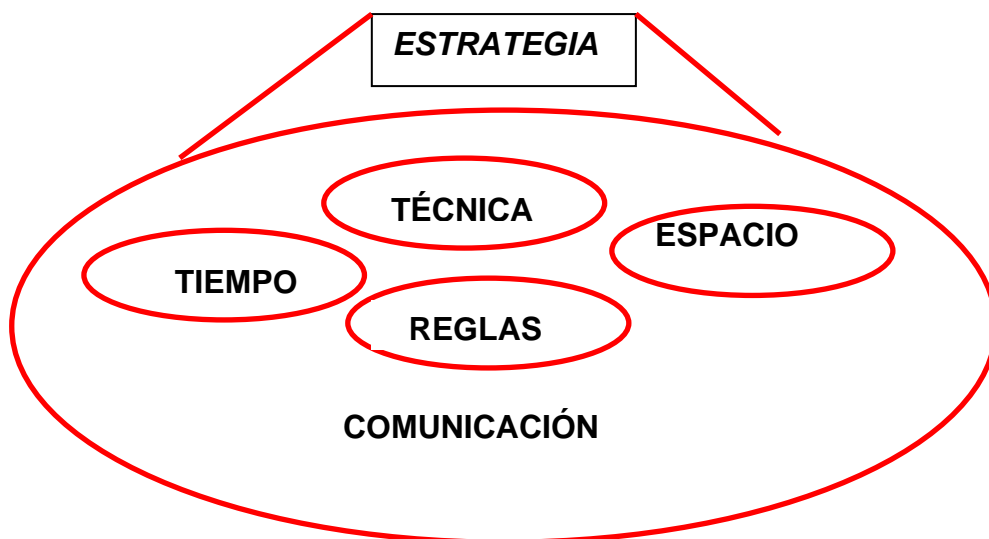 ESTRATEGIA
TÉCNICA
ESPACIO
TIEMPO
REGLAS
COMUNICACIÓN